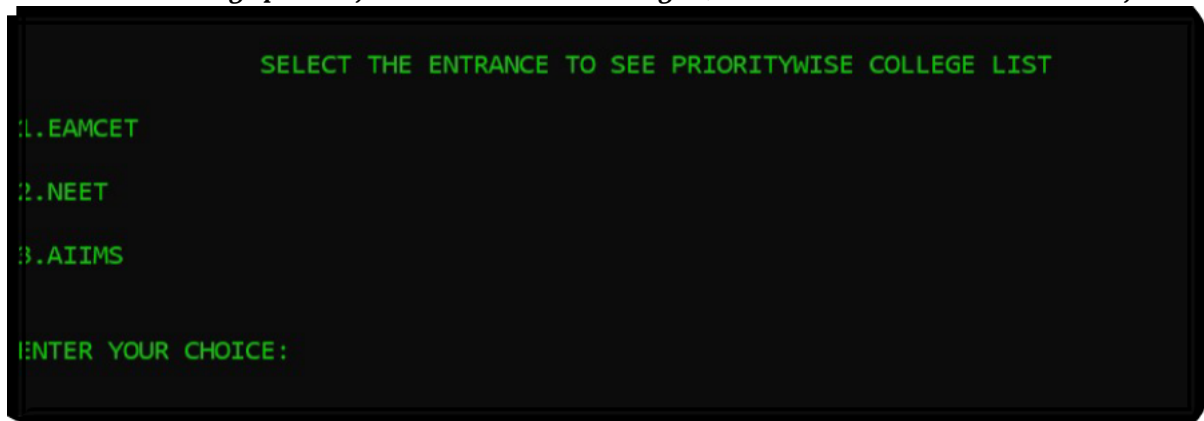 SELECT THE ENTRANCE TO SEE PRIORITYWISE COLLEGE LIST
1.EAMCET
2.NEET
3.AIIMS
ENTER YOUR CHOICE: